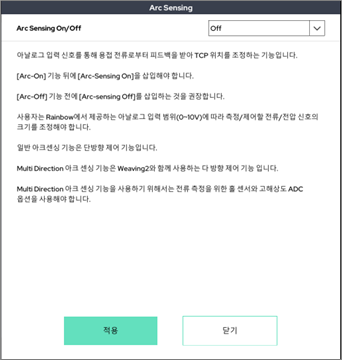 Arc Sensing
Arc Sensing On/Off
Off
아날로그 입력 신호를 통해 용접 전류로부터 피드백을 받아 TCP 위치를 조정하는 기능입니다.
[Arc-On] 기능 뒤에 [Arc-Sensing On]을 삽입해야 합니다.
[Arc-Off] 기능 전에 [Arc-sensing Off]를 삽입하는 것을 권장합니다.
사용자는 Rainbow에서 제공하는 아날로그 입력 범위(0~10V)에 따라 측정/제어할 전류/전압 신호의
크기를 조정해야 합니다.
일반 아크센싱 기능은 단방향 제어 기능입니다.
Multi Direction 아크 센싱 기능은 Weaving2와 함께 사용하는 다 방향 제어 기능 입니다.
Multi Direction 아크 센싱 기능을 사용하기 위해서는 전류 측정을 위한 홀 센서와 고해상도 ADC
옵션을 사용해야 합니다.
적용
닫기